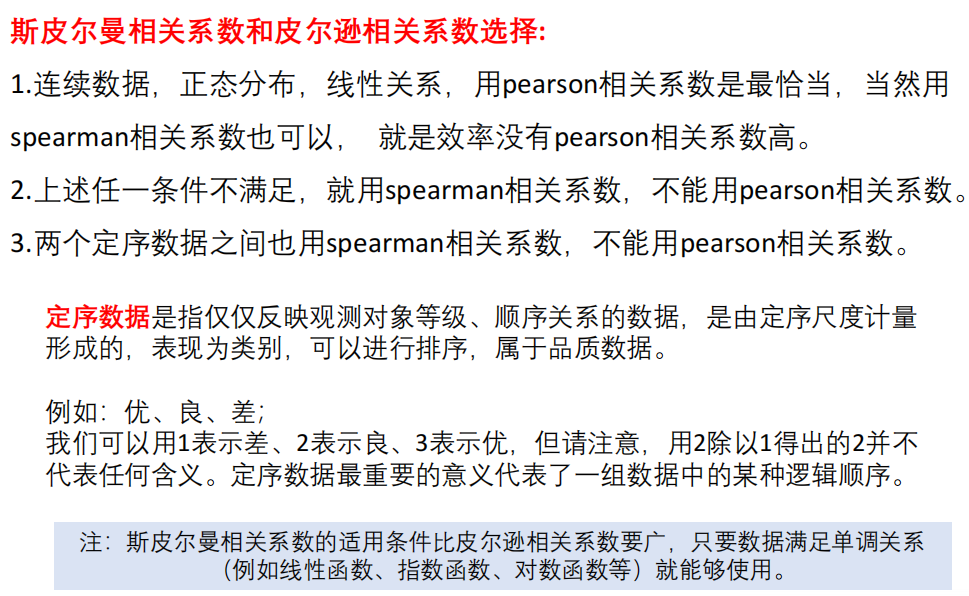 斯皮尔曼相关系数和皮尔逊相关系数选择:
1.连续数据，正态分布，线性关系，用pearson相关系数是最恰当，当然用
spearman相关系数也可以， 就是效率没有pearson相关系数高。
2.上述任一条件不满足，就用spearman相关系数，不能用pearson相关系数。
3.两个定序数据之间也用spearman相关系数，不能用pearson相关系数。
定序数据是指仅仅反映观测对象等级、顺序关系的数据，是由定序尺度计量
形成的，表现为类别，可以进行排序，属于品质数据。
例如：优、良、差；
我们可以用1表示差、2表示良、3表示优，但请注意，用2除以1得出的2并不
代表任何含义。定序数据最重要的意义代表了一组数据中的某种逻辑顺序。
注：斯皮尔曼相关系数的适用条件比皮尔逊相关系数要广，只要数据满足单调关系
（例如线性函数、指数函数、对数函数等）就能够使用。